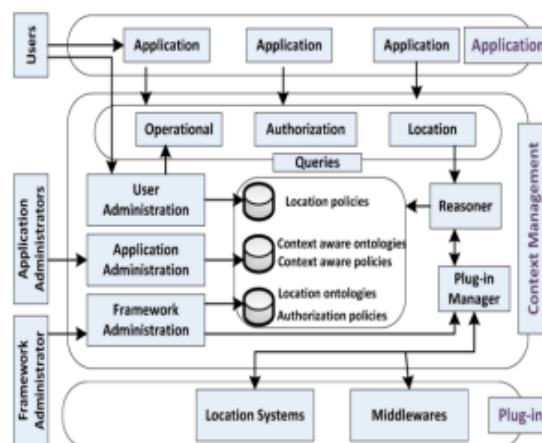 Users
Application
Application
Application
Application
Operational
Authorization
Location
Queries
User
Administration
Location policies
Reasoner
Application
Administrators
Application
Administration
Context aware ontologies
Context aware policies
Plug-in
Manager
Context Management
Framework
Administrator
Framework
Administration
Location ontologies
Authorization policies
Location Systems
Middlewares
Plug-in